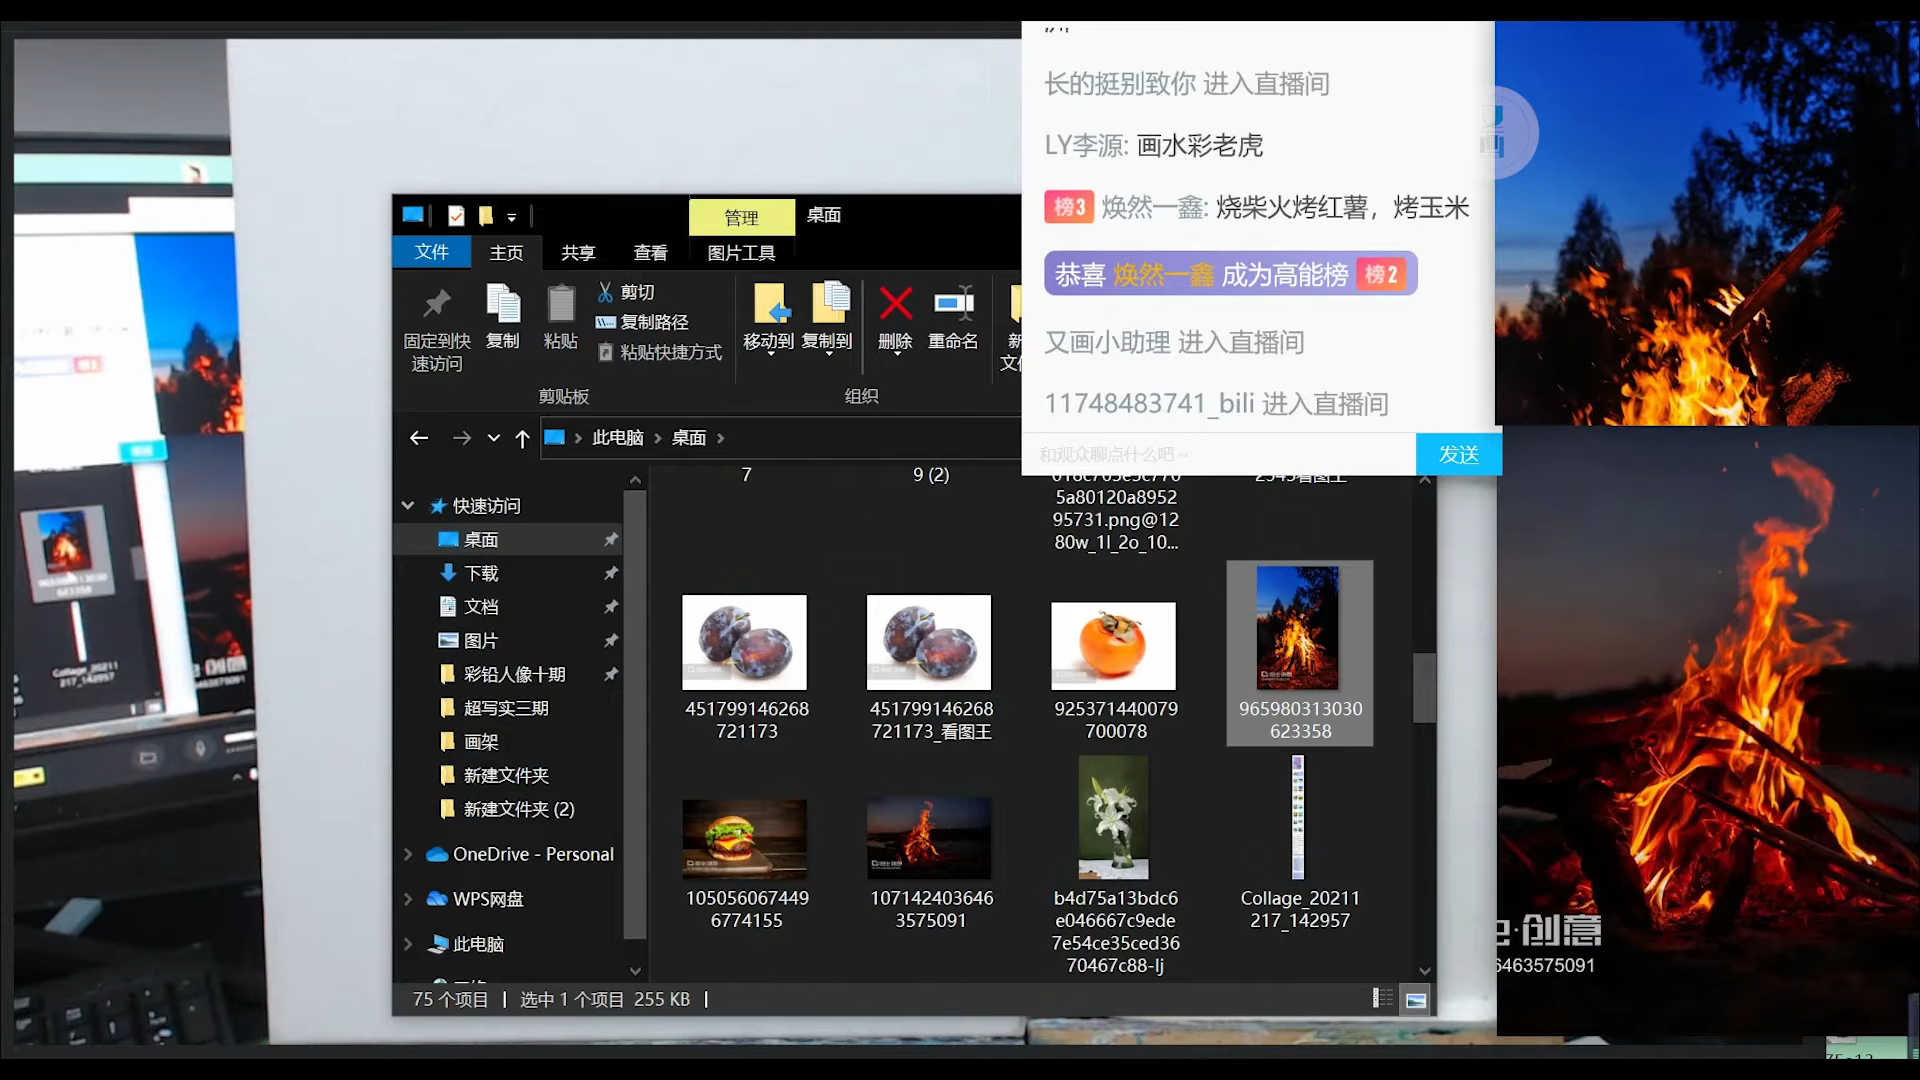 长的挺别致你 进入直播间
LY李源: 画水彩老虎
榜3 焕然一鑫: 烧柴火烤红薯，烤玉米
恭喜 焕然一鑫 成为高能榜 榜2
又画小助理 进入直播间
11748483741_bili 进入直播间
和观众聊点什么吧~
发送
管理
桌面
文件
主页
共享
查看
图片工具
固定到快
速访问
复制
粘贴
剪切
复制路径
粘贴快捷方式
剪贴板
移动到
复制到
删除
重命名
组织
此电脑
桌面
快速访问
桌面
下载
文档
图片
彩铅人像十期
超写实三期
画架
新建文件夹
新建文件夹 (2)
OneDrive - Personal
WPS网盘
此电脑
7
9 (2)
5a80120a8952
95731.png@12
80w_1l_2o_10...
451799146268
721173
451799146268
721173_看图王
925371440079
700078
965980313030
623358
105056067449
6774155
107142403646
3575091
b4d75a13bdc6
e046667c9ede
7e54ce35ced36
70467c88-lj
Collage_20211
217_142957
75 个项目
选中 1 个项目 255 KB
创意
6463575091
Collage_20211
217_142957